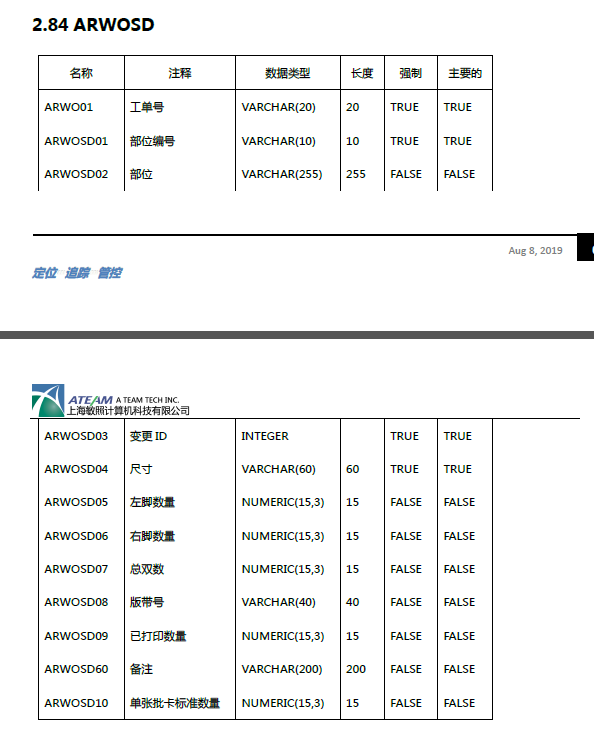 2.84 ARWOSD
名称 注释 数据类型 长度 强制 主要的
ARWO01 工单号 VARCHAR(20) 20 TRUE TRUE
ARWOSD01 部位编号 VARCHAR(10) 10 TRUE TRUE
ARWOSD02 部位 VARCHAR(255) 255 FALSE FALSE
Aug 8, 2019
定位 追踪 管控
ATEAM A TEAM TECH INC.
上海敏照计算机科技有限公司
ARWOSD03 变更 ID INTEGER TRUE TRUE
ARWOSD04 尺寸 VARCHAR(60) 60 TRUE TRUE
ARWOSD05 左脚数量 NUMERIC(15,3) 15 FALSE FALSE
ARWOSD06 右脚数量 NUMERIC(15,3) 15 FALSE FALSE
ARWOSD07 总双数 NUMERIC(15,3) 15 FALSE FALSE
ARWOSD08 版带号 VARCHAR(40) 40 FALSE FALSE
ARWOSD09 已打印数量 NUMERIC(15,3) 15 FALSE FALSE
ARWOSD60 备注 VARCHAR(200) 200 FALSE FALSE
ARWOSD10 单张批卡标准数量 NUMERIC(15,3) 15 FALSE FALSE